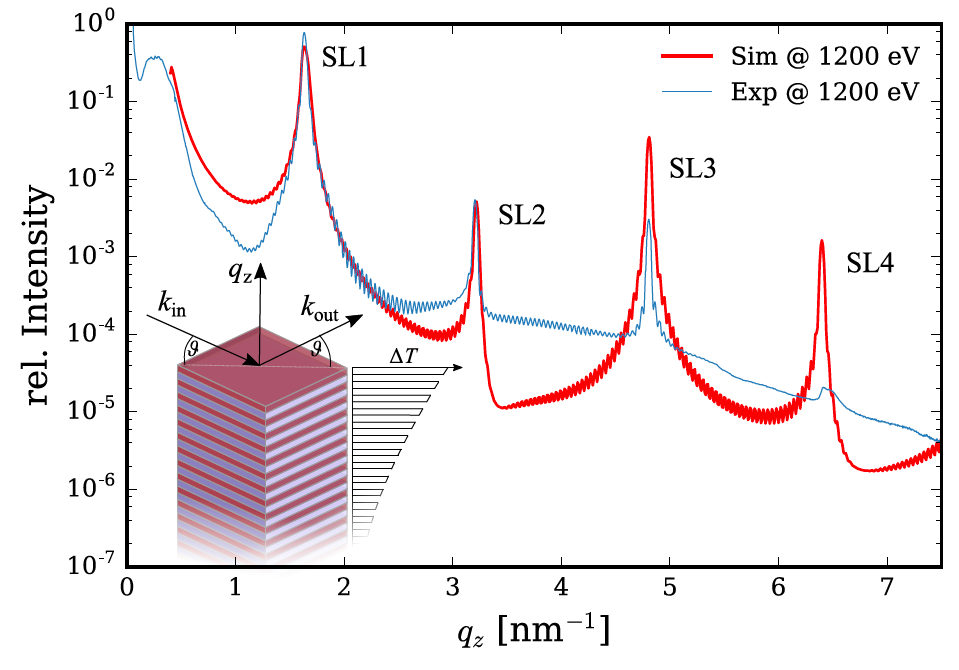 10^0
10^-1
10^-2
10^-3
10^-4
10^-5
10^-6
10^-7
rel. Intensity
SL1
SL2
SL3
SL4
Sim @ 1200 eV
Exp @ 1200 eV
q_z
k_in
k_out
ϑ
ϑ
ΔT
0 1 2 3 4 5 6 7
q_z [nm^−1]